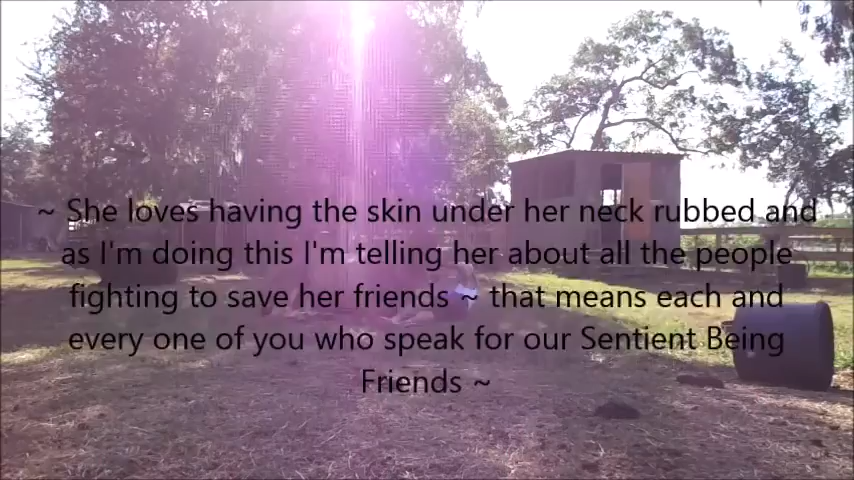 ~ She loves having the skin under her neck rubbed and
as I'm doing this I'm telling her about all the people
fighting to save her friends ~ that means each and
every one of you who speak for our Sentient Being
Friends ~